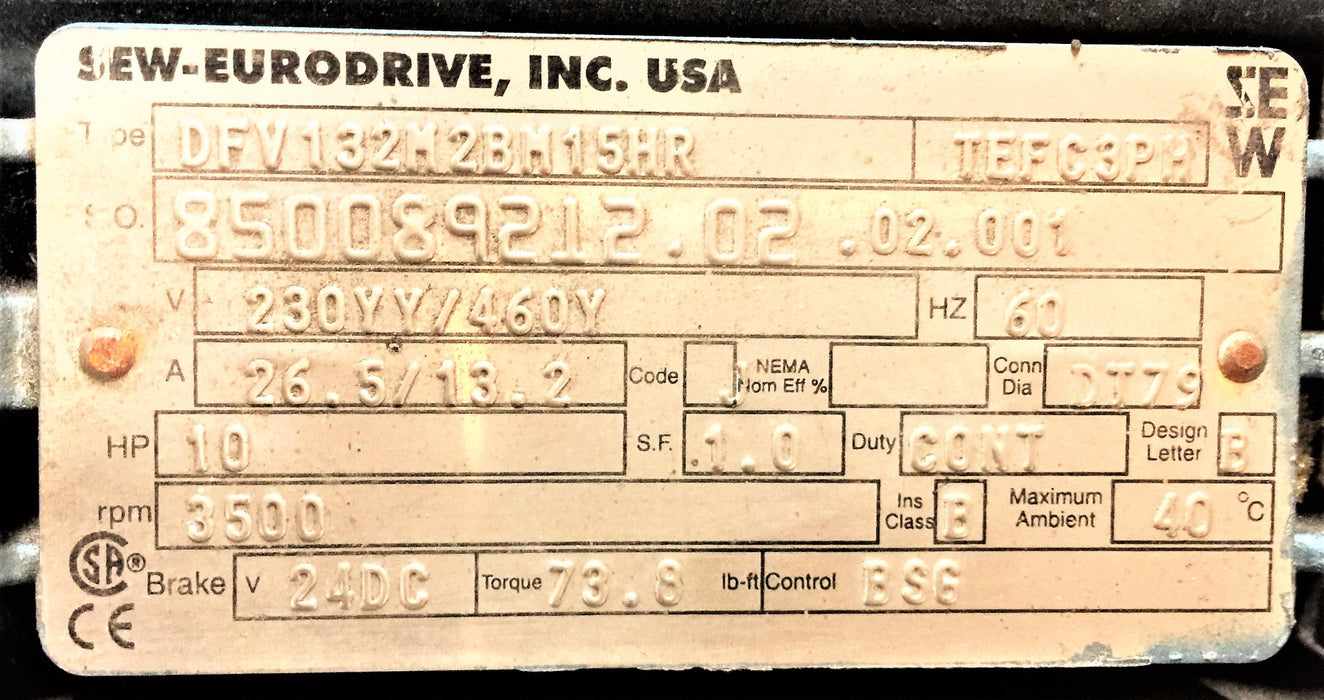 SEW-EURODRIVE, INC. USA
SEW
Type DFV132M2BM15HR TEFC3PH
S.O. 850089212.02 .02.001
V 230YY/460Y HZ 60
A 26.5/13.2 Code J NEMA Nom Eff % Conn Dia DT79
HP 10 S.F. 1.0 Duty CONT Design Letter B
rpm 3500 Ins Class B Maximum Ambient 40 °C
CSA® Brake V 24DC Torque 73.8 lb-ft Control BSG
CE